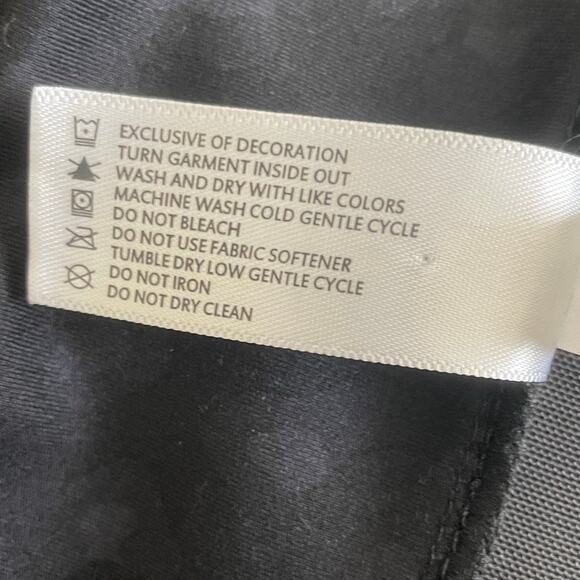 EXCLUSIVE OF DECORATION
TURN GARMENT INSIDE OUT
WASH AND DRY WITH LIKE COLORS
MACHINE WASH COLD GENTLE CYCLE
DO NOT BLEACH
DO NOT USE FABRIC SOFTENER
TUMBLE DRY LOW GENTLE CYCLE
DO NOT IRON
DO NOT DRY CLEAN